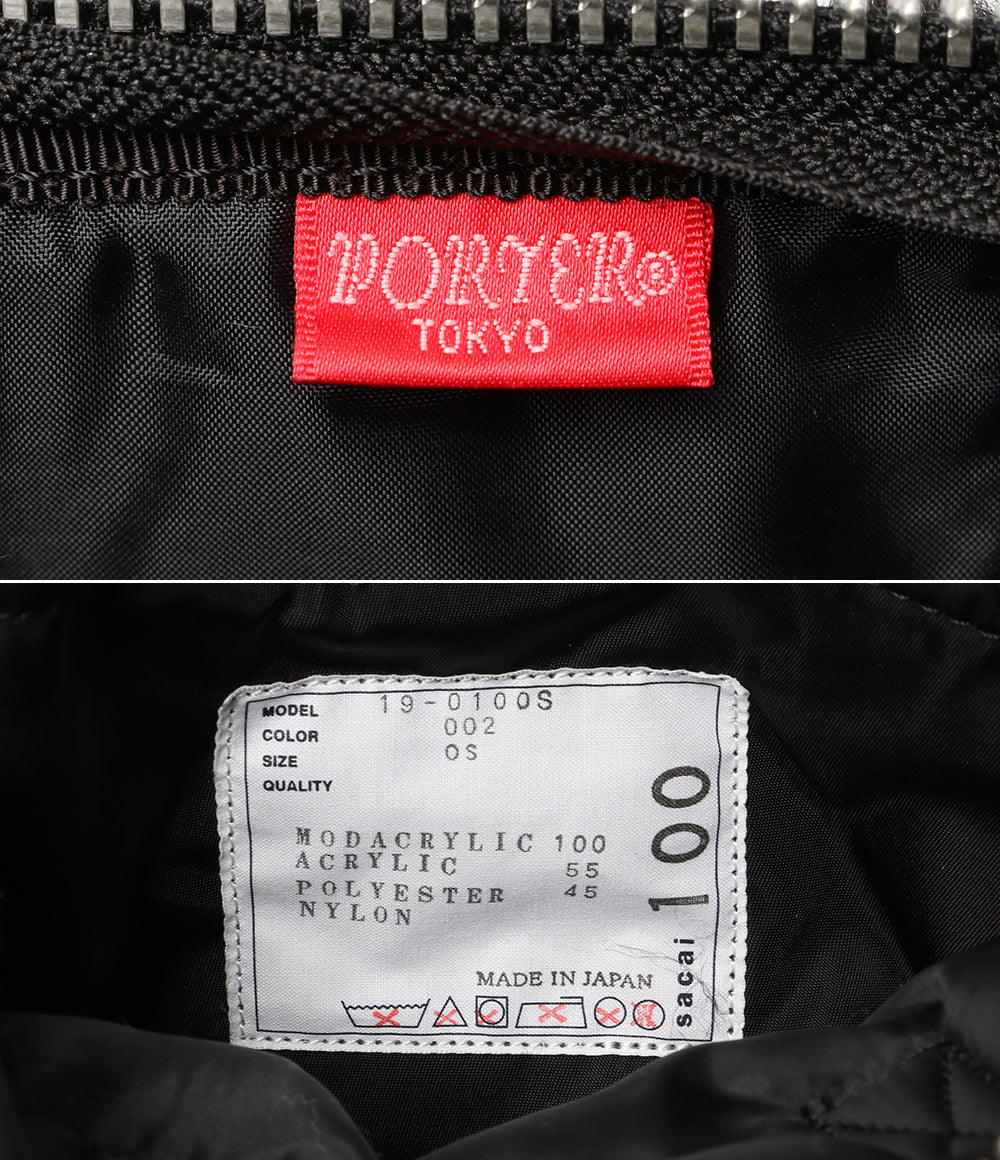 PORTER®
TOKYO
MODEL 19-0100S
COLOR 002
SIZE OS
QUALITY
MODACRYLIC 100
ACRYLIC 55
POLYESTER 45
NYLON
100
sacai
MADE IN JAPAN